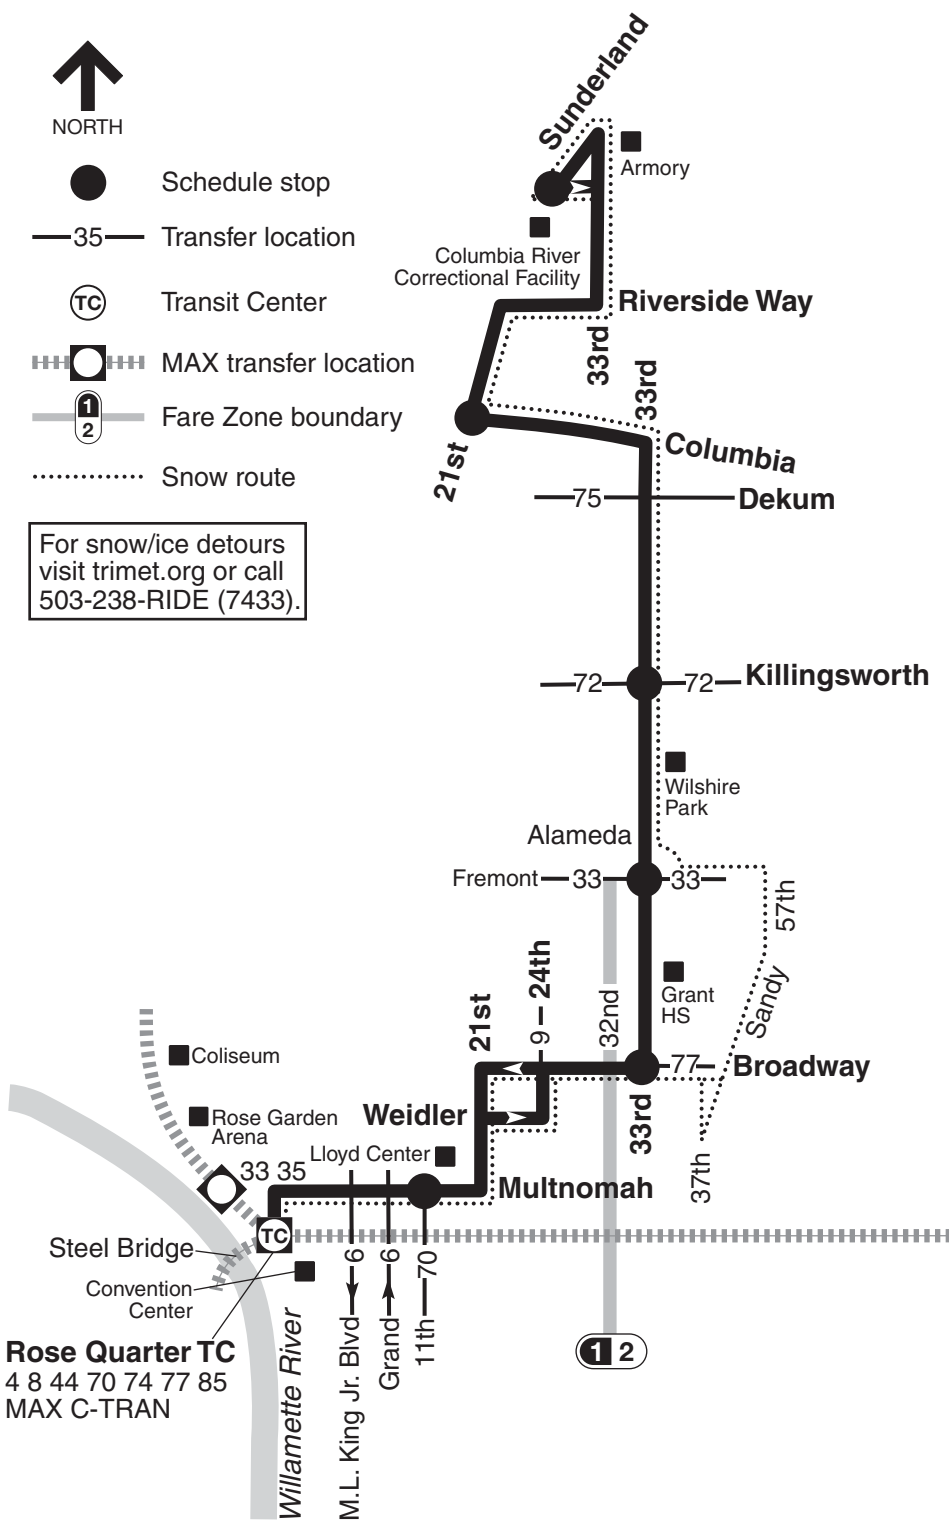 NORTH
Schedule stop
35
Transfer location
TC
Transit Center
MAX transfer location
1
2
Fare Zone boundary
Snow route
For snow/ice detours
visit trimet.org or call
503-238-RIDE (7433).
Sunderland
Armory
Columbia River
Correctional Facility
Riverside Way
33rd
33rd
21st
Columbia
75
Dekum
72
72
Killingsworth
Wilshire
Park
Alameda
Fremont
33
33
57th
Sandy
Grant
HS
32nd
24th
9
21st
77
Broadway
33rd
37th
Weidler
Coliseum
Rose Garden
Arena
Lloyd Center
33 35
Multnomah
TC
Steel Bridge
Convention
Center
6
6
70
M.L. King Jr. Blvd
Grand
11th
1 2
Rose Quarter TC
4 8 44 70 74 77 85
MAX C-TRAN
Willamette River